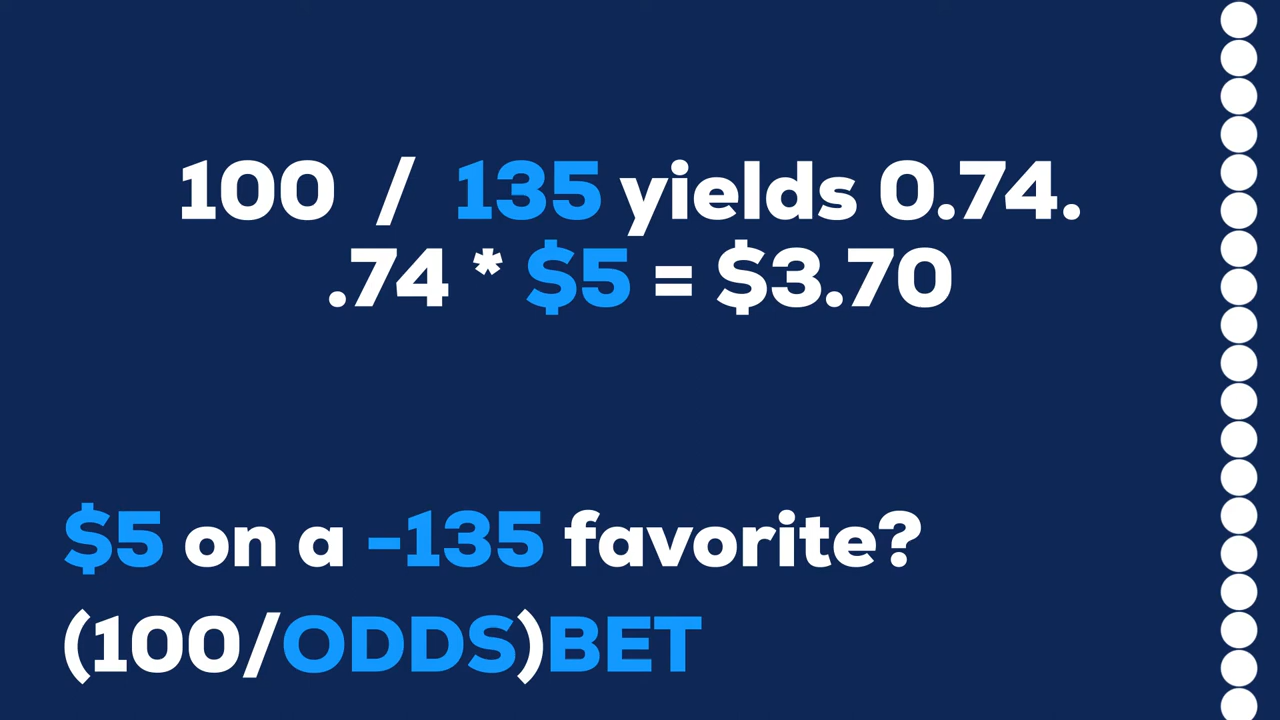 100 / 135 yields 0.74.
.74 * $5 = $3.70
$5 on a -135 favorite?
(100/ODDS)BET